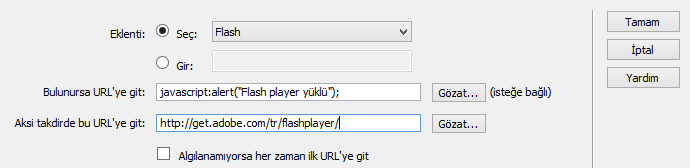 Eklenti: Seç: Flash Tamam
Gir: İptal
Bulunursa URL'ye git: javascript:alert("Flash player yüklü"); Gözat... (isteğe bağlı) Yardım
Aksi takdirde bu URL'ye git: http://get.adobe.com/tr/flashplayer/ Gözat...
Algılanamıyorsa her zaman ilk URL'ye git